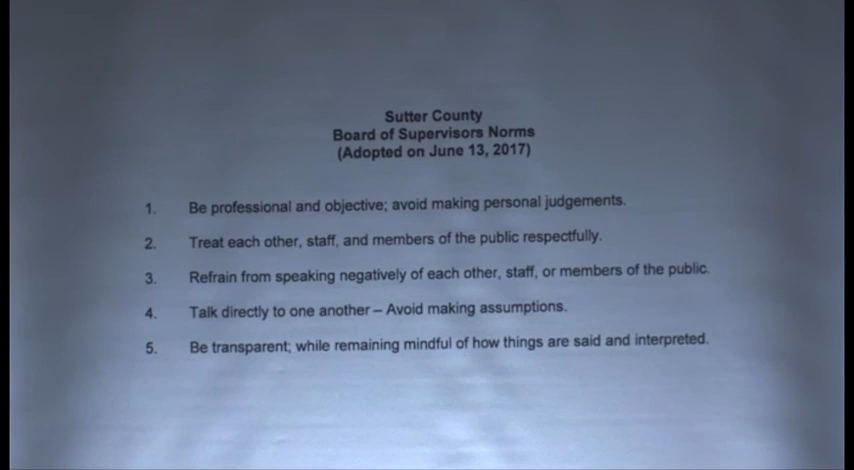 Sutter County
Board of Supervisors Norms
(Adopted on June 13, 2017)
1. Be professional and objective; avoid making personal judgements.
2. Treat each other, staff, and members of the public respectfully.
3. Refrain from speaking negatively of each other, staff, or members of the public.
4. Talk directly to one another – Avoid making assumptions.
5. Be transparent; while remaining mindful of how things are said and interpreted.